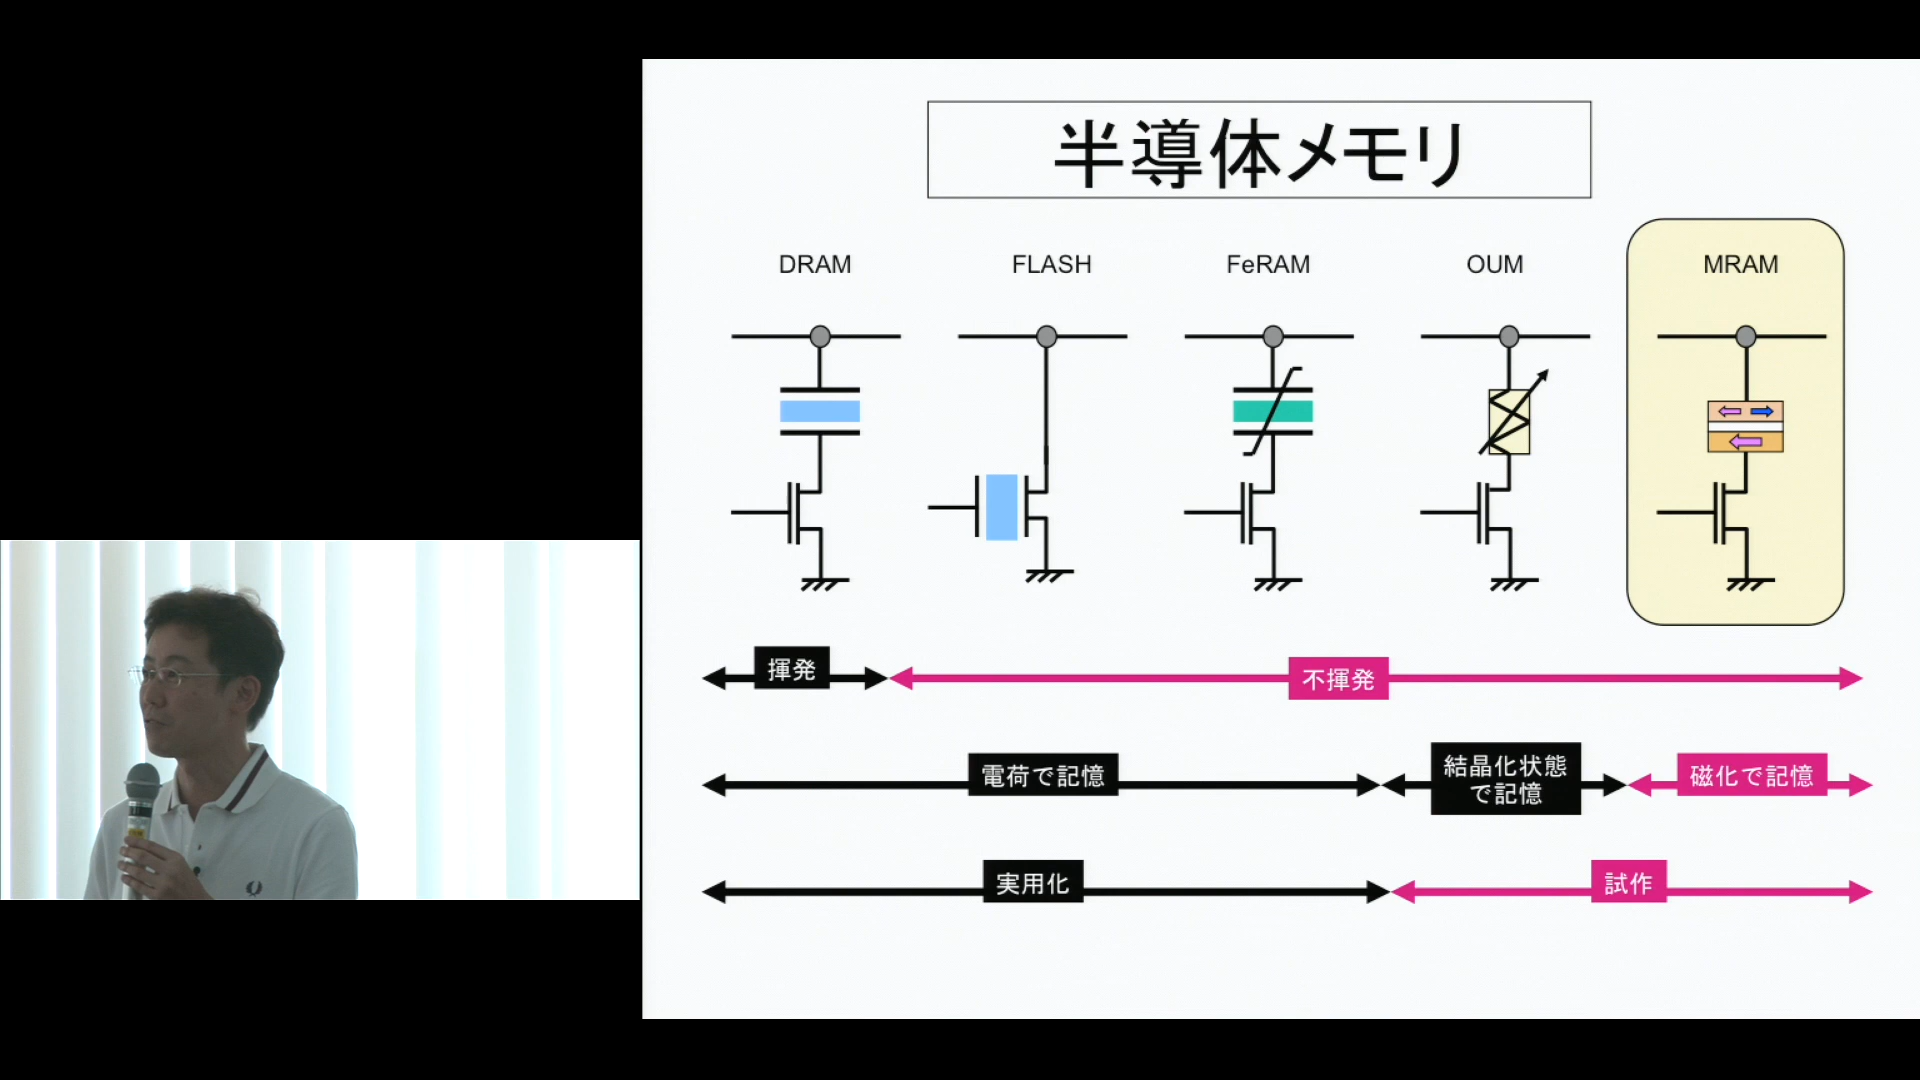 半導体メモリ
DRAM
FLASH
FeRAM
OUM
MRAM
揮発
不揮発
電荷で記憶
結晶化状態
で記憶
磁化で記憶
実用化
試作